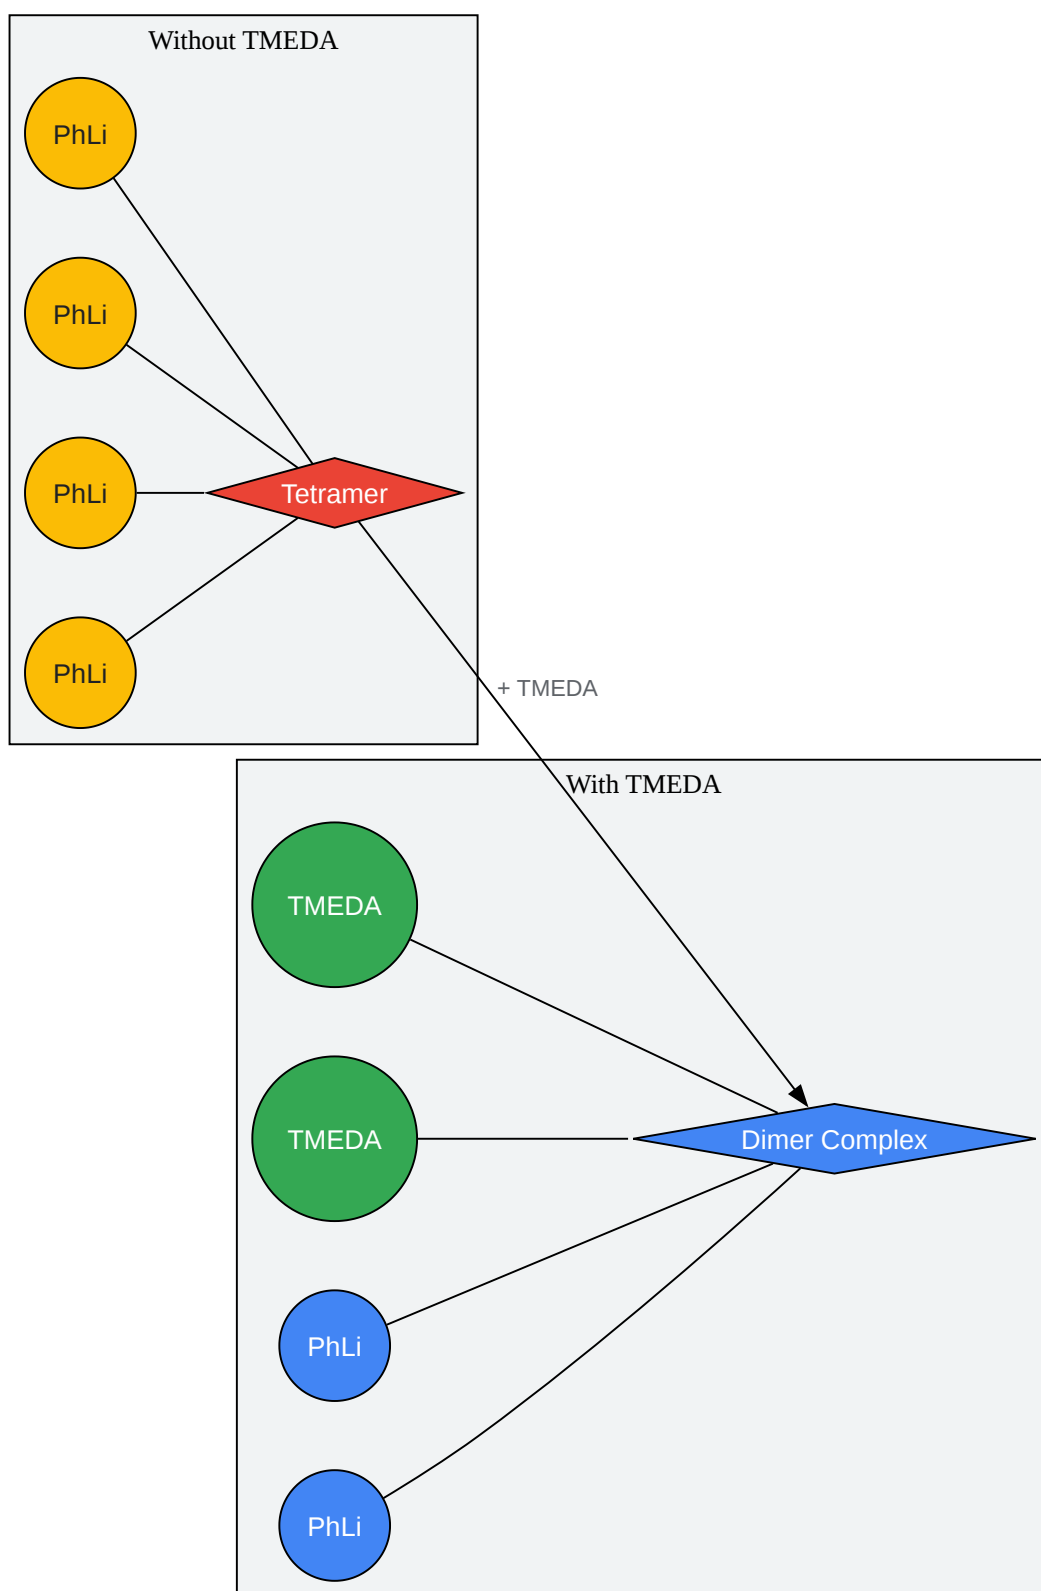 Without TMEDA
PhLi
PhLi
PhLi
Tetramer
PhLi
+ TMEDA
With TMEDA
TMEDA
TMEDA
Dimer Complex
PhLi
PhLi